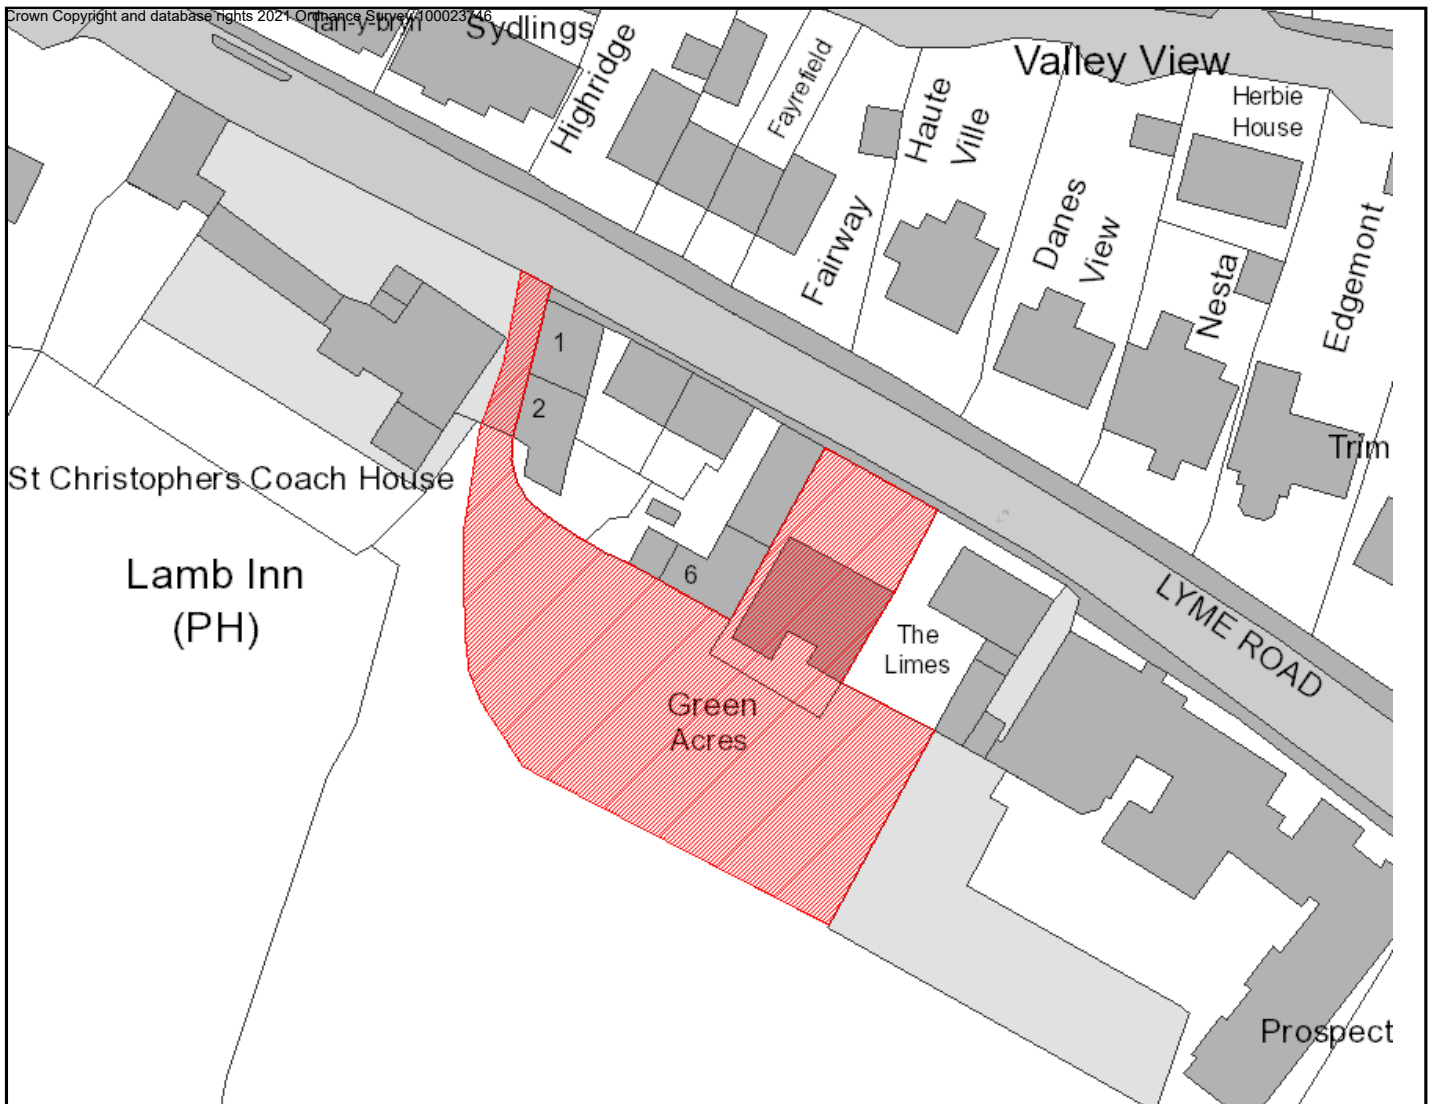 Crown Copyright and database rights 2021 Ordnance Survey 100023746
Tan-y-bryn
Sydlings
Highridge
Fayrefield
Valley View
Haute
Ville
Herbie
House
Fairway
Danes
View
Nesta
Edgemont
1
2
Trim
St Christophers Coach House
Lamb Inn
(PH)
6
The
Limes
LYME ROAD
Green
Acres
Prospect